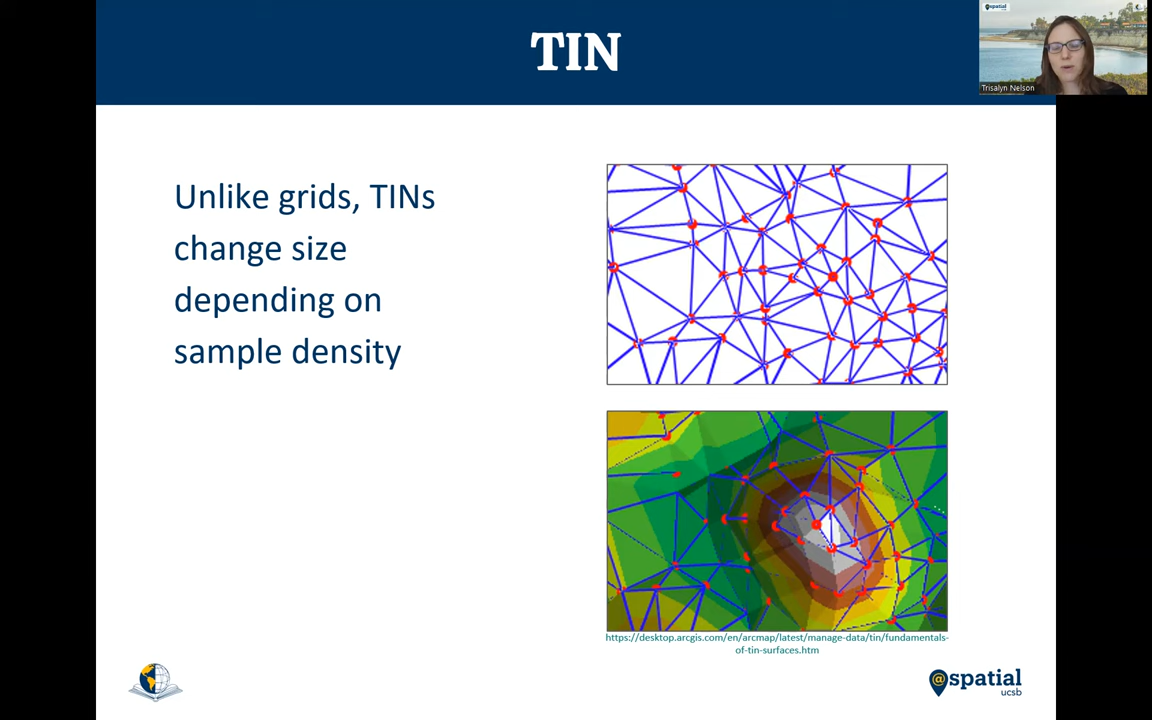 TIN
@spatial
Trisalyn Nelson
Unlike grids, TINs
change size
depending on
sample density
https://desktop.arcgis.com/en/arcmap/latest/manage-data/tin/fundamentals-
of-tin-surfaces.htm
@spatial
ucsb